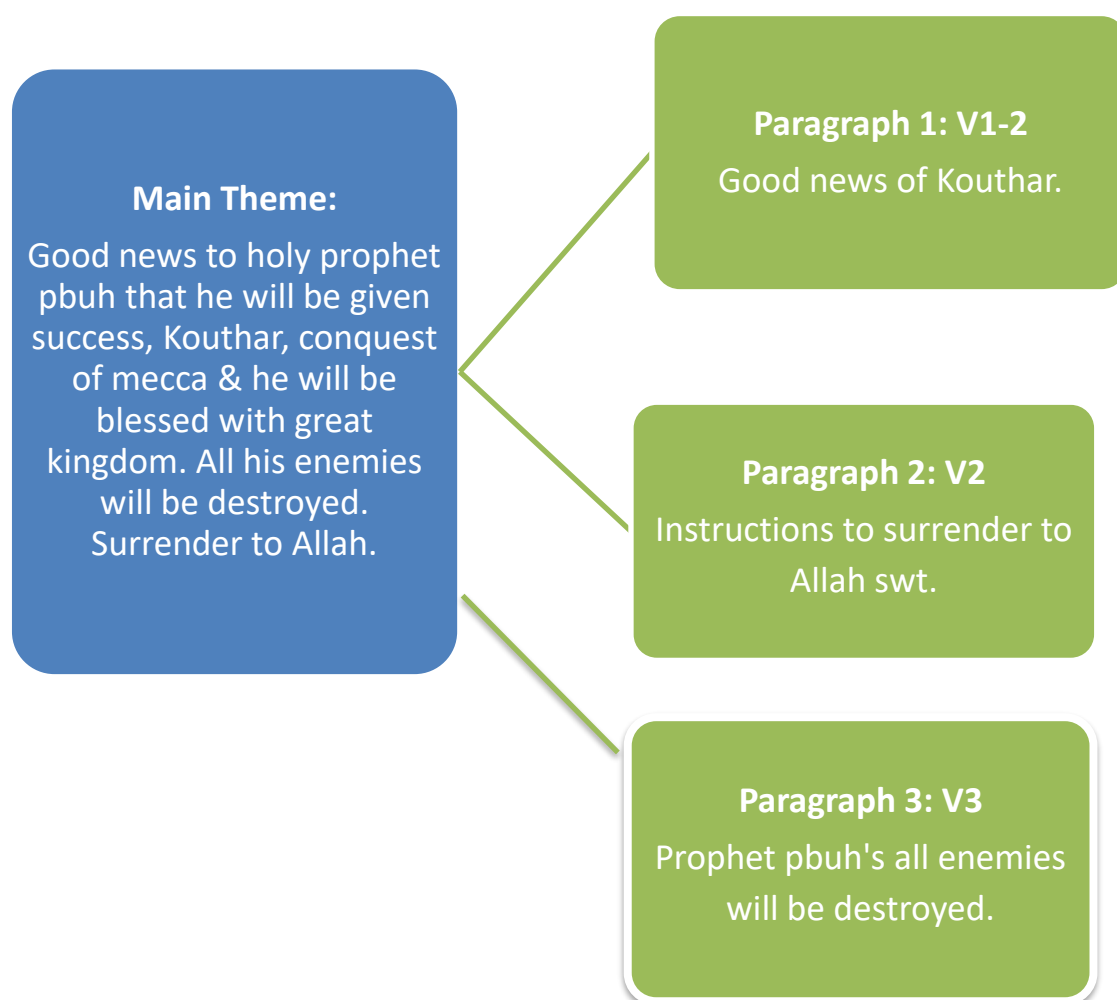 Main Theme:
Good news to holy prophet
pbuh that he will be given
success, Kouthar, conquest
of mecca & he will be
blessed with great
kingdom. All his enemies
will be destroyed.
Surrender to Allah.
Paragraph 1: V1-2
Good news of Kouthar.
Paragraph 2: V2
Instructions to surrender to
Allah swt.
Paragraph 3: V3
Prophet pbuh's all enemies
will be destroyed.